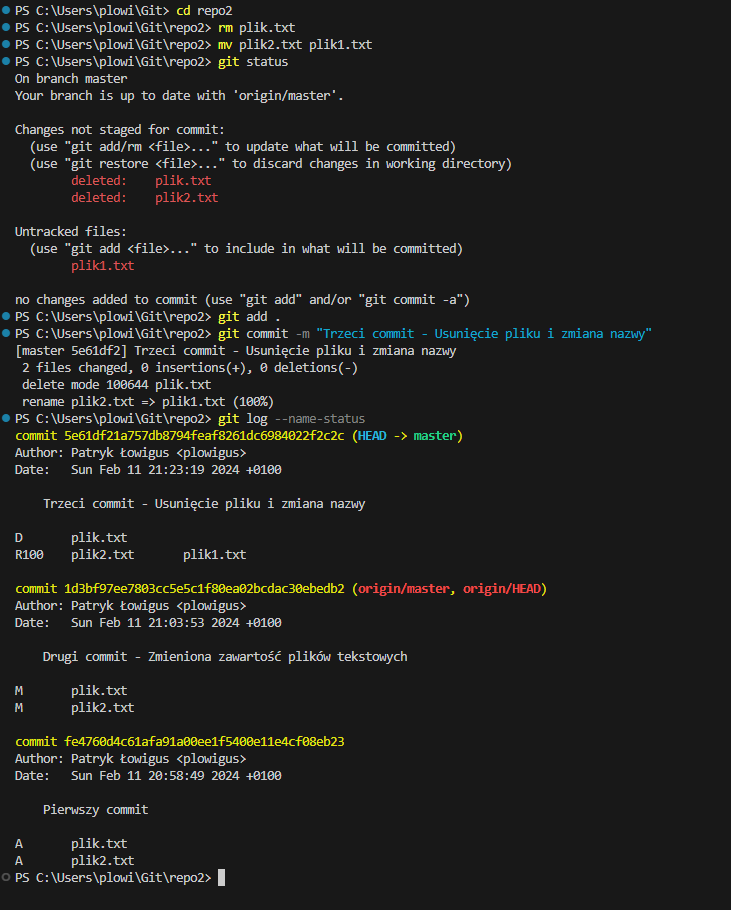 PS C:\Users\plowi\Git> cd repo2
PS C:\Users\plowi\Git\repo2> rm plik.txt
PS C:\Users\plowi\Git\repo2> mv plik2.txt plik1.txt
PS C:\Users\plowi\Git\repo2> git status
On branch master
Your branch is up to date with 'origin/master'.
Changes not staged for commit:
  (use "git add/rm <file>..." to update what will be committed)
  (use "git restore <file>..." to discard changes in working directory)
        deleted:    plik.txt
        deleted:    plik2.txt
Untracked files:
  (use "git add <file>..." to include in what will be committed)
        plik1.txt
no changes added to commit (use "git add" and/or "git commit -a")
PS C:\Users\plowi\Git\repo2> git add .
PS C:\Users\plowi\Git\repo2> git commit -m "Trzeci commit - Usunięcie pliku i zmiana nazwy"
[master 5e61df2] Trzeci commit - Usunięcie pliku i zmiana nazwy
 2 files changed, 0 insertions(+), 0 deletions(-)
 delete mode 100644 plik.txt
 rename plik2.txt => plik1.txt (100%)
PS C:\Users\plowi\Git\repo2> git log --name-status
commit 5e61df21a757db8794feaf8261dc6984022f2c2c (HEAD -> master)
Author: Patryk Łowigus <plowigus>
Date:   Sun Feb 11 21:23:19 2024 +0100
    Trzeci commit - Usunięcie pliku i zmiana nazwy
D       plik.txt
R100    plik2.txt       plik1.txt
commit 1d3bf97ee7803cc5e5c1f80ea02bcdac30ebedb2 (origin/master, origin/HEAD)
Author: Patryk Łowigus <plowigus>
Date:   Sun Feb 11 21:03:53 2024 +0100
    Drugi commit - Zmieniona zawartość plików tekstowych
M       plik.txt
M       plik2.txt
commit fe4760d4c61afa91a00ee1f5400e11e4cf08eb23
Author: Patryk Łowigus <plowigus>
Date:   Sun Feb 11 20:58:49 2024 +0100
    Pierwszy commit
A       plik.txt
A       plik2.txt
PS C:\Users\plowi\Git\repo2>